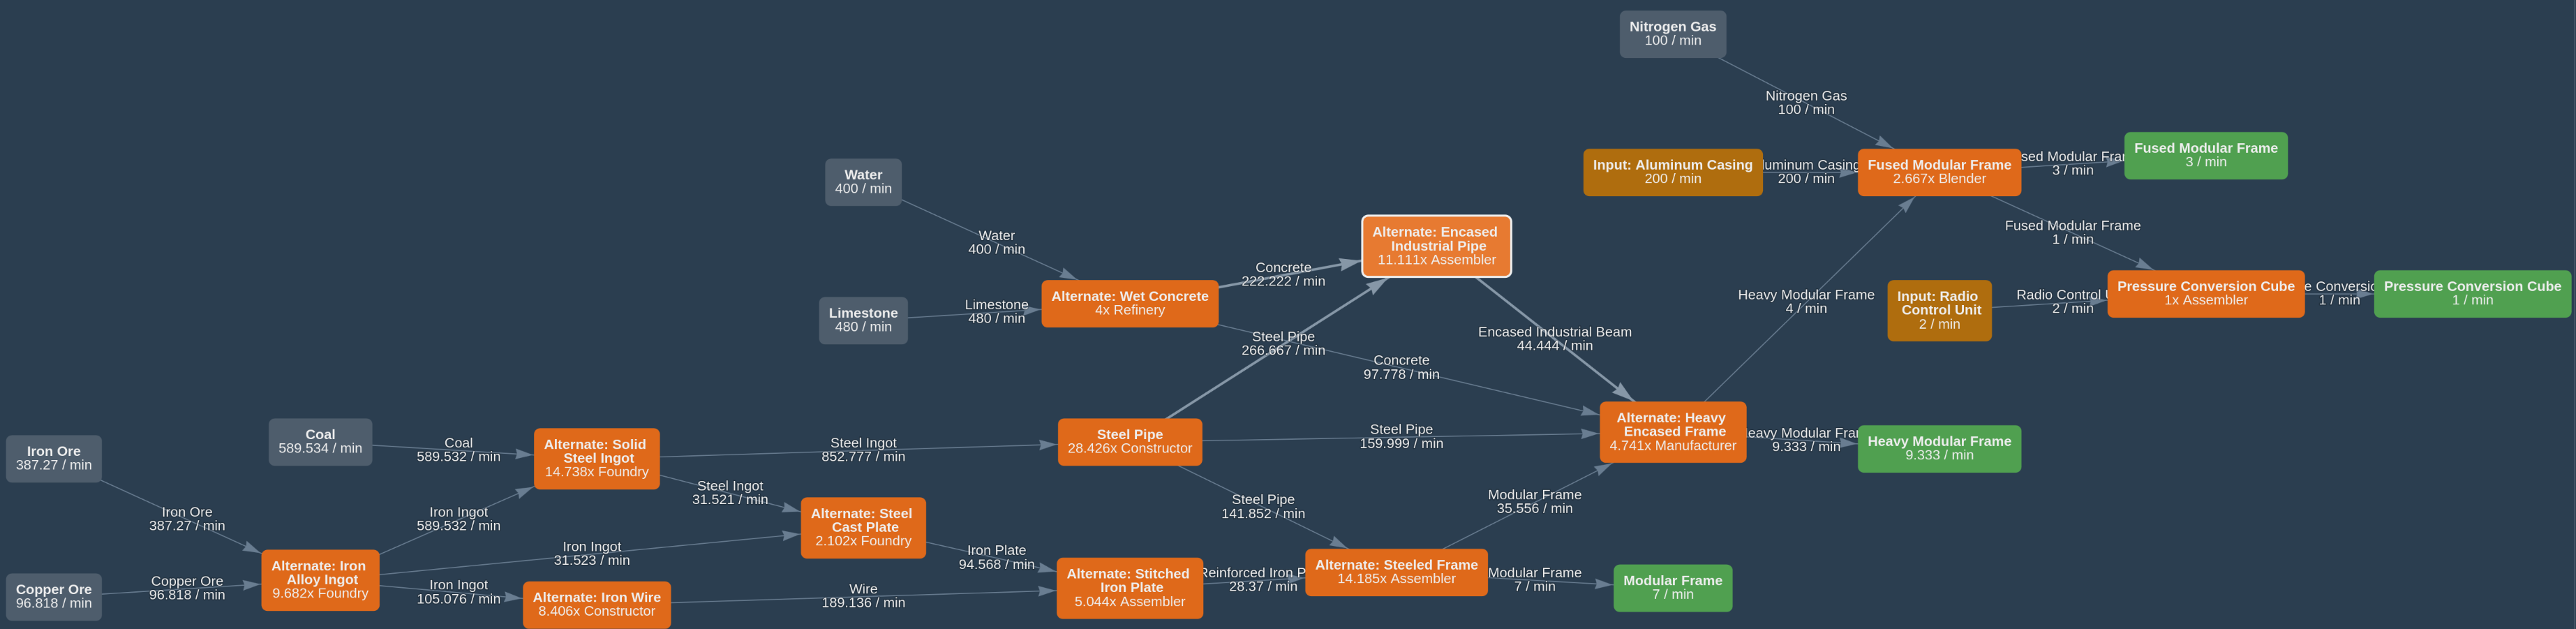 Nitrogen Gas
100 / min
Nitrogen Gas
100 / min
Input: Aluminum Casing
200 / min
luminum Casing
200 / min
Fused Modular Frame
2.667x Blender
sed Modular Fran
3 / min
Fused Modular Frame
3 / min
Water
400 / min
Water
400 / min
Limestone
480 / min
Limestone
480 / min
Alternate: Wet Concrete
4x Refinery
Concrete
222.222 / min
Alternate: Encased
Industrial Pipe
11.111x Assembler
Fused Modular Frame
1 / min
Steel Pipe
266.667 / min
Concrete
97.778 / min
Encased Industrial Beam
44.444 / min
Heavy Modular Frame
4 / min
Input: Radio
Control Unit
2 / min
Radio Control U
2 / min
Pressure Conversion Cube
1x Assembler
e Conversio
1 / min
Pressure Conversion Cube
1 / min
Iron Ore
387.27 / min
Iron Ore
387.27 / min
Copper Ore
96.818 / min
Copper Ore
96.818 / min
Coal
589.534 / min
Coal
589.532 / min
Alternate: Iron
Alloy Ingot
9.682x Foundry
Iron Ingot
589.532 / min
Iron Ingot
31.523 / min
Iron Ingot
105.076 / min
Alternate: Solid
Steel Ingot
14.738x Foundry
Steel Ingot
852.777 / min
Steel Ingot
31.521 / min
Alternate: Iron Wire
8.406x Constructor
Wire
189.136 / min
Alternate: Steel
Cast Plate
2.102x Foundry
Iron Plate
94.568 / min
Steel Pipe
28.426x Constructor
Steel Pipe
159.999 / min
Steel Pipe
141.852 / min
Alternate: Stitched
Iron Plate
5.044x Assembler
Reinforced Iron P
28.37 / min
Alternate: Steeled Frame
14.185x Assembler
Modular Frame
35.556 / min
Modular Frame
7 / min
Modular Frame
7 / min
Alternate: Heavy
Encased Frame
4.741x Manufacturer
eavy Modular Fran
9.333 / min
Heavy Modular Frame
9.333 / min